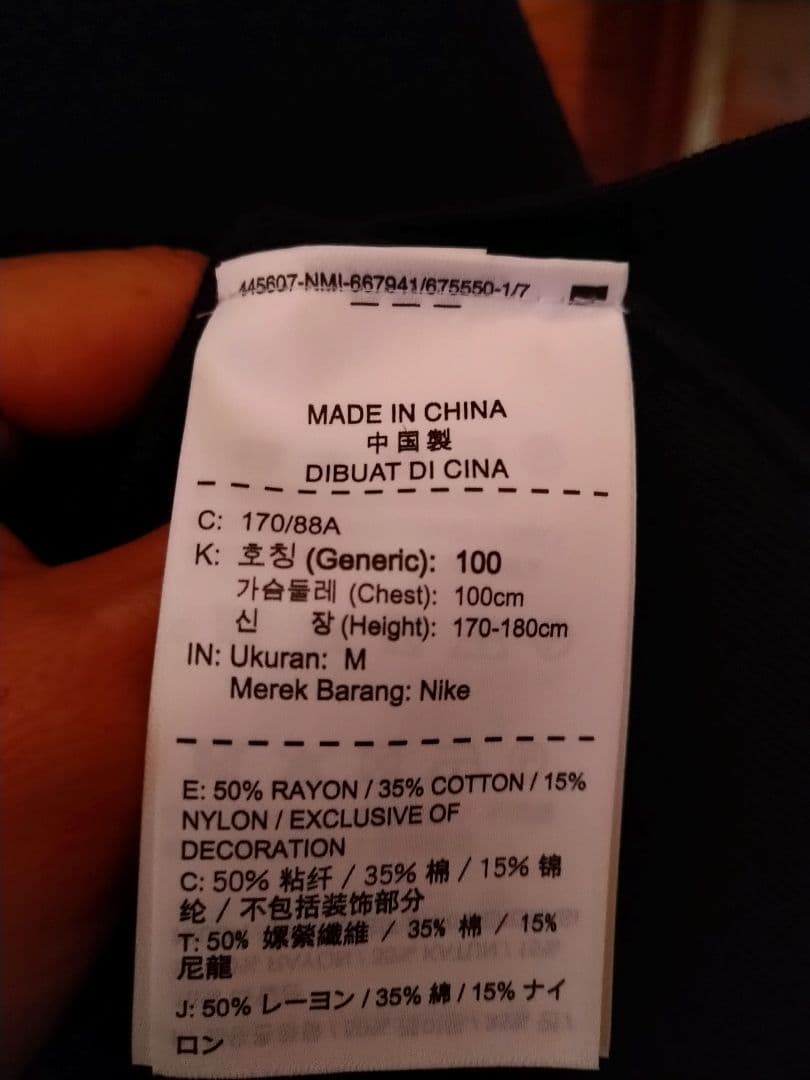 445607-NMI-667941/675550-1/7
MADE IN CHINA
中国製
DIBUAT DI CINA
C: 170/88A
K: 호칭 (Generic): 100
가슴둘레 (Chest): 100cm
신 장 (Height): 170-180cm
IN: Ukuran: M
Merek Barang: Nike
E: 50% RAYON / 35% COTTON / 15%
NYLON / EXCLUSIVE OF
DECORATION
C: 50% 粘纤 / 35% 棉 / 15% 锦
纶 / 不包括装饰部分
T: 50% 嫘縈纖維 / 35% 棉 / 15%
尼龍
J: 50% レーヨン / 35% 綿 / 15% ナイ
ロン